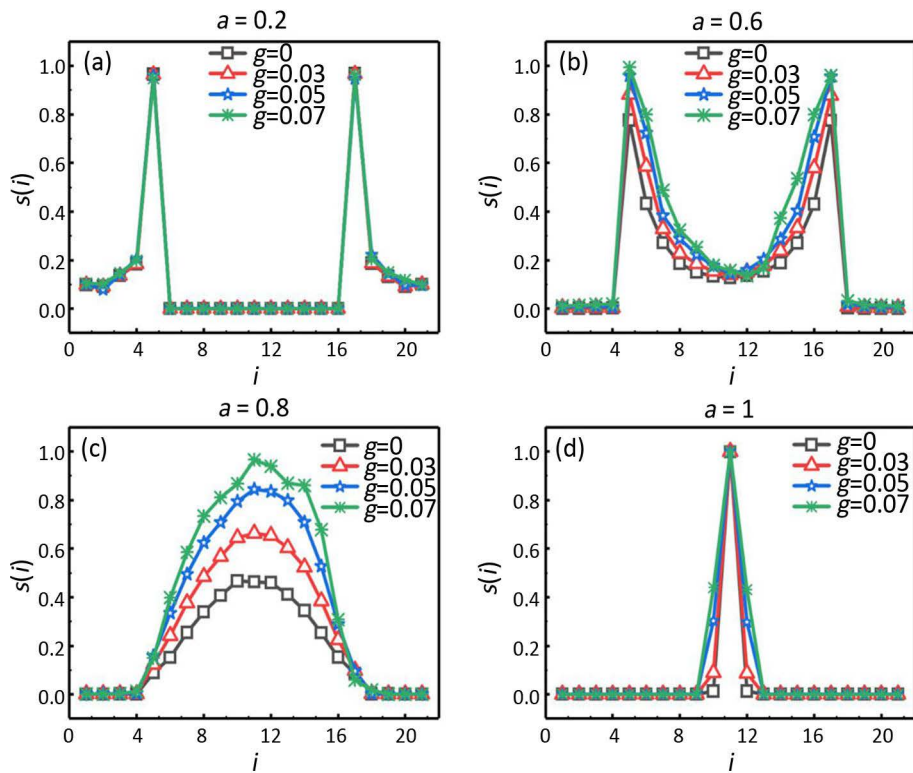 a = 0.2
(a)
g=0
g=0.03
g=0.05
g=0.07
1.0
0.8
0.6
0.4
0.2
0.0
s(i)
0 4 8 12 16 20
i
a = 0.6
(b)
g=0
g=0.03
g=0.05
g=0.07
1.0
0.8
0.6
0.4
0.2
0.0
s(i)
0 4 8 12 16 20
i
a = 0.8
(c)
g=0
g=0.03
g=0.05
g=0.07
1.0
0.8
0.6
0.4
0.2
0.0
s(i)
0 4 8 12 16 20
i
a = 1
(d)
g=0
g=0.03
g=0.05
g=0.07
1.0
0.8
0.6
0.4
0.2
0.0
s(i)
0 4 8 12 16 20
i